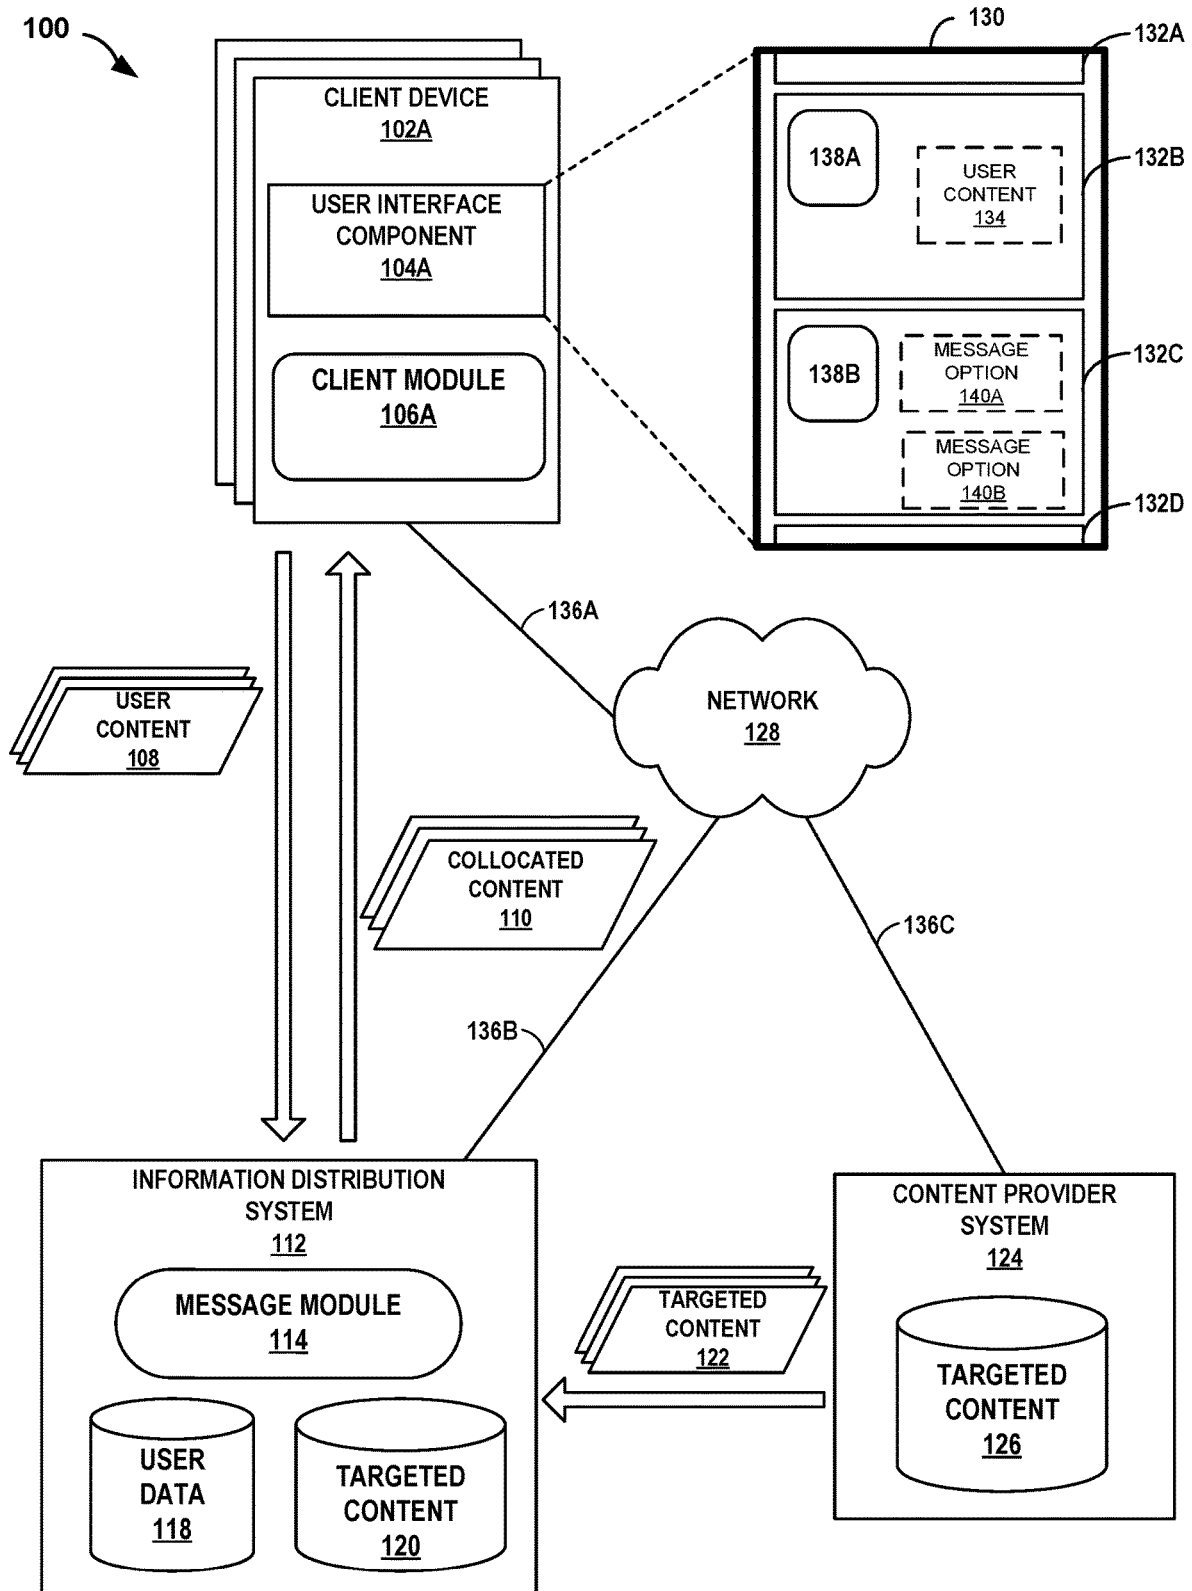 100
CLIENT DEVICE
102A
USER INTERFACE
COMPONENT
104A
CLIENT MODULE
106A
130
132A
138A
USER
CONTENT
134
132B
138B
MESSAGE
OPTION
140A
132C
MESSAGE
OPTION
140B
132D
136A
USER
CONTENT
108
NETWORK
128
COLLOCATED
CONTENT
110
136B
136C
INFORMATION DISTRIBUTION
SYSTEM
112
MESSAGE MODULE
114
USER
DATA
118
TARGETED
CONTENT
120
TARGETED
CONTENT
122
CONTENT PROVIDER
SYSTEM
124
TARGETED
CONTENT
126